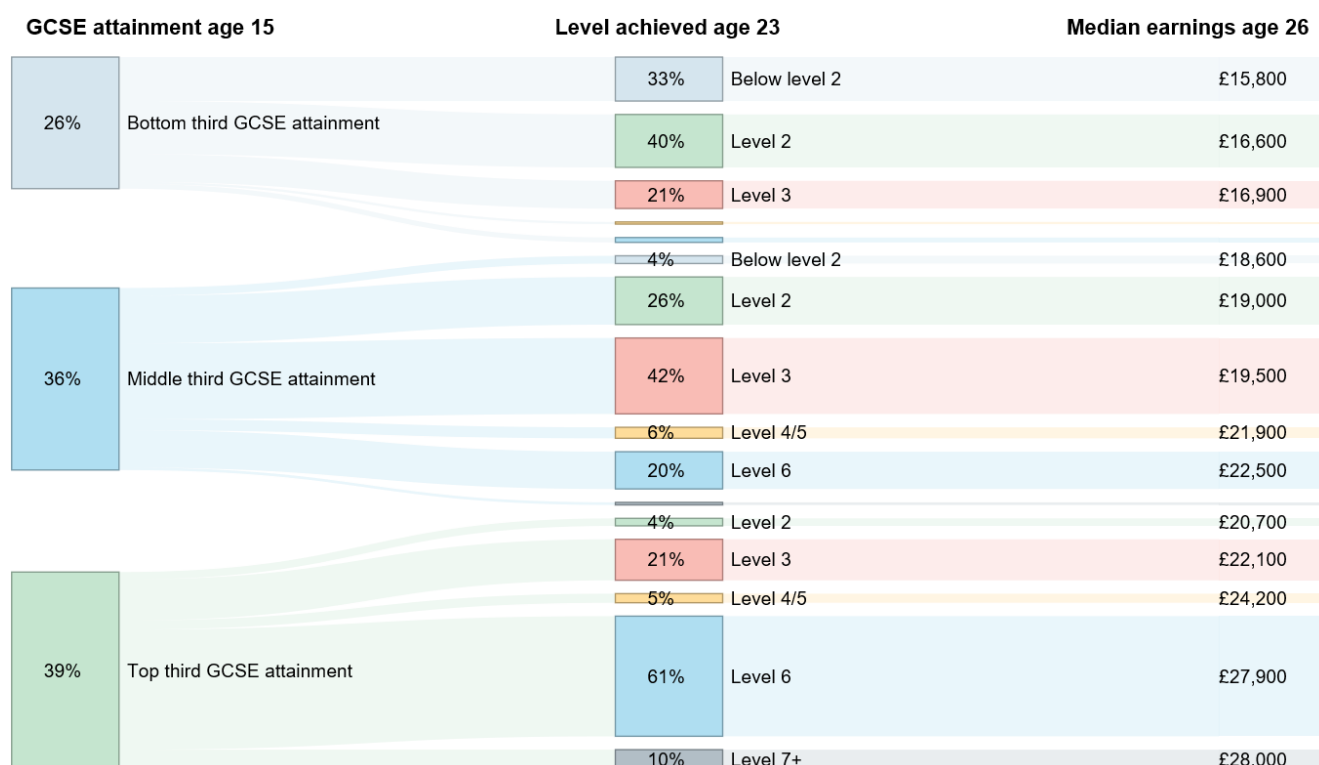 GCSE attainment age 15 Level achieved age 23 Median earnings age 26
33% Below level 2 £15,800
26% Bottom third GCSE attainment
40% Level 2 £16,600
21% Level 3 £16,900
4% Below level 2 £18,600
26% Level 2 £19,000
36% Middle third GCSE attainment
42% Level 3 £19,500
6% Level 4/5 £21,900
20% Level 6 £22,500
4% Level 2 £20,700
21% Level 3 £22,100
5% Level 4/5 £24,200
39% Top third GCSE attainment
61% Level 6 £27,900
10% Level 7+ £28,000